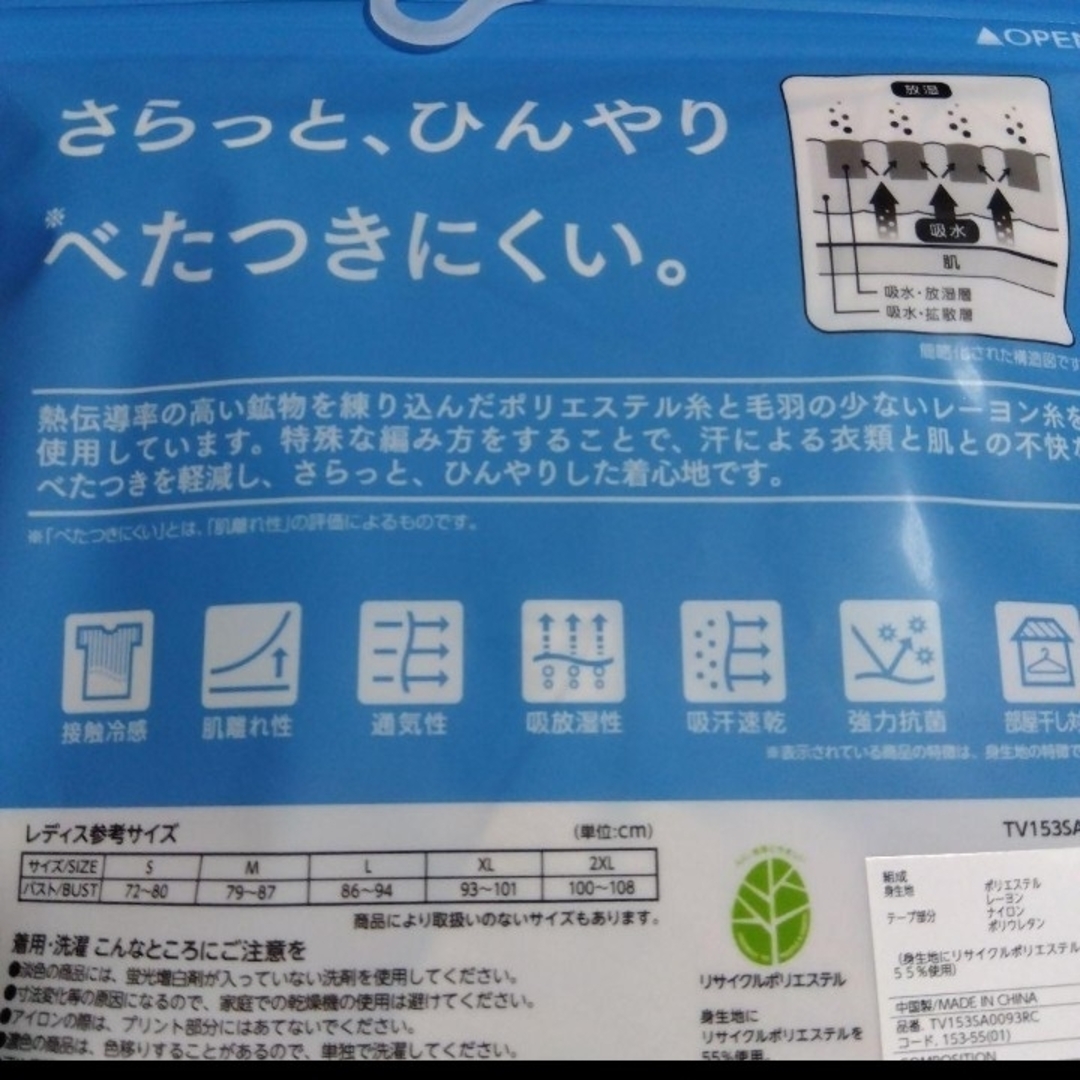 ▲OPEN
さらっと、ひんやり
※べたつきにくい。
放湿
吸水
肌
吸水・放湿層
吸水・拡散層
簡略化された構造図です
熱伝導率の高い鉱物を練り込んだポリエステル糸と毛羽の少ないレーヨン糸を
使用しています。特殊な編み方をすることで、汗による衣類と肌との不快な
べたつきを軽減し、さらっと、ひんやりした着心地です。
※「べたつきにくい」とは、「肌離れ性」の評価によるものです。
接触冷感 肌離れ性 通気性 吸放湿性 吸汗速乾 強力抗菌 部屋干し対
※表示されている商品の特徴は、身生地の特徴で
レディス参考サイズ (単位:cm)
サイズ/SIZE S M L XL 2XL
バスト/BUST 72~80 79~87 86~94 93~101 100~108
商品により取扱いのないサイズもあります。
着用・洗濯 こんなところにご注意を
●淡色の商品には、蛍光増白剤が入っていない洗剤を使用してください。
●寸法変化等の原因になるので、家庭での乾燥機の使用は避けてください。
●アイロンの際は、プリント部分にはあてないでください。
●濃色の商品は、色移りすることがあるので、単独で洗濯してください。
リサイクルポリエステル
身生地に
リサイクルポリエステルを
55%使用。
TV153SA
組成
身生地 ポリエステル
レーヨン
テープ部分 ナイロン
ポリウレタン
(身生地にリサイクルポリエステル
55%使用)
中国製/MADE IN CHINA
品番. TV153SA0093RC
コード. 153-55(01)
COMPOSITION